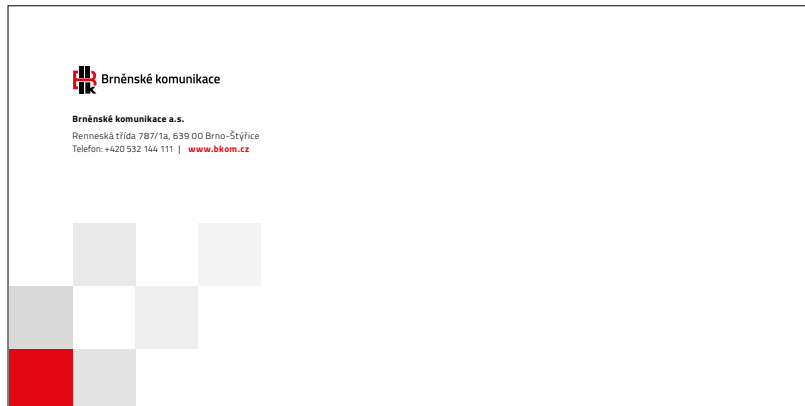 Brněnské komunikace
Brněnské komunikace a.s.
Renneská třída 787/1a, 639 00 Brno-Štýřice
Telefon: +420 532 144 111 | www.bkom.cz